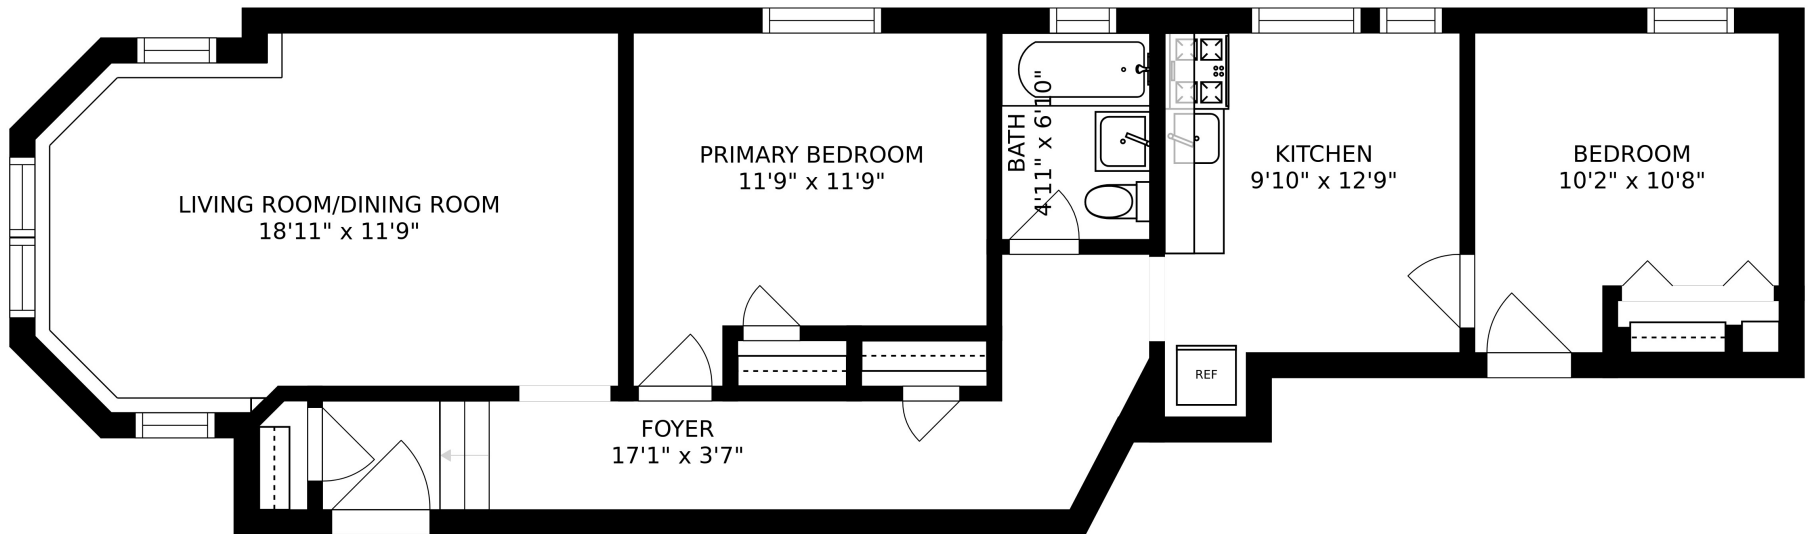 LIVING ROOM/DINING ROOM
18'11" x 11'9"
PRIMARY BEDROOM
11'9" x 11'9"
BATH
4'11" x 6'10"
KITCHEN
9'10" x 12'9"
BEDROOM
10'2" x 10'8"
REF
FOYER
17'1" x 3'7"